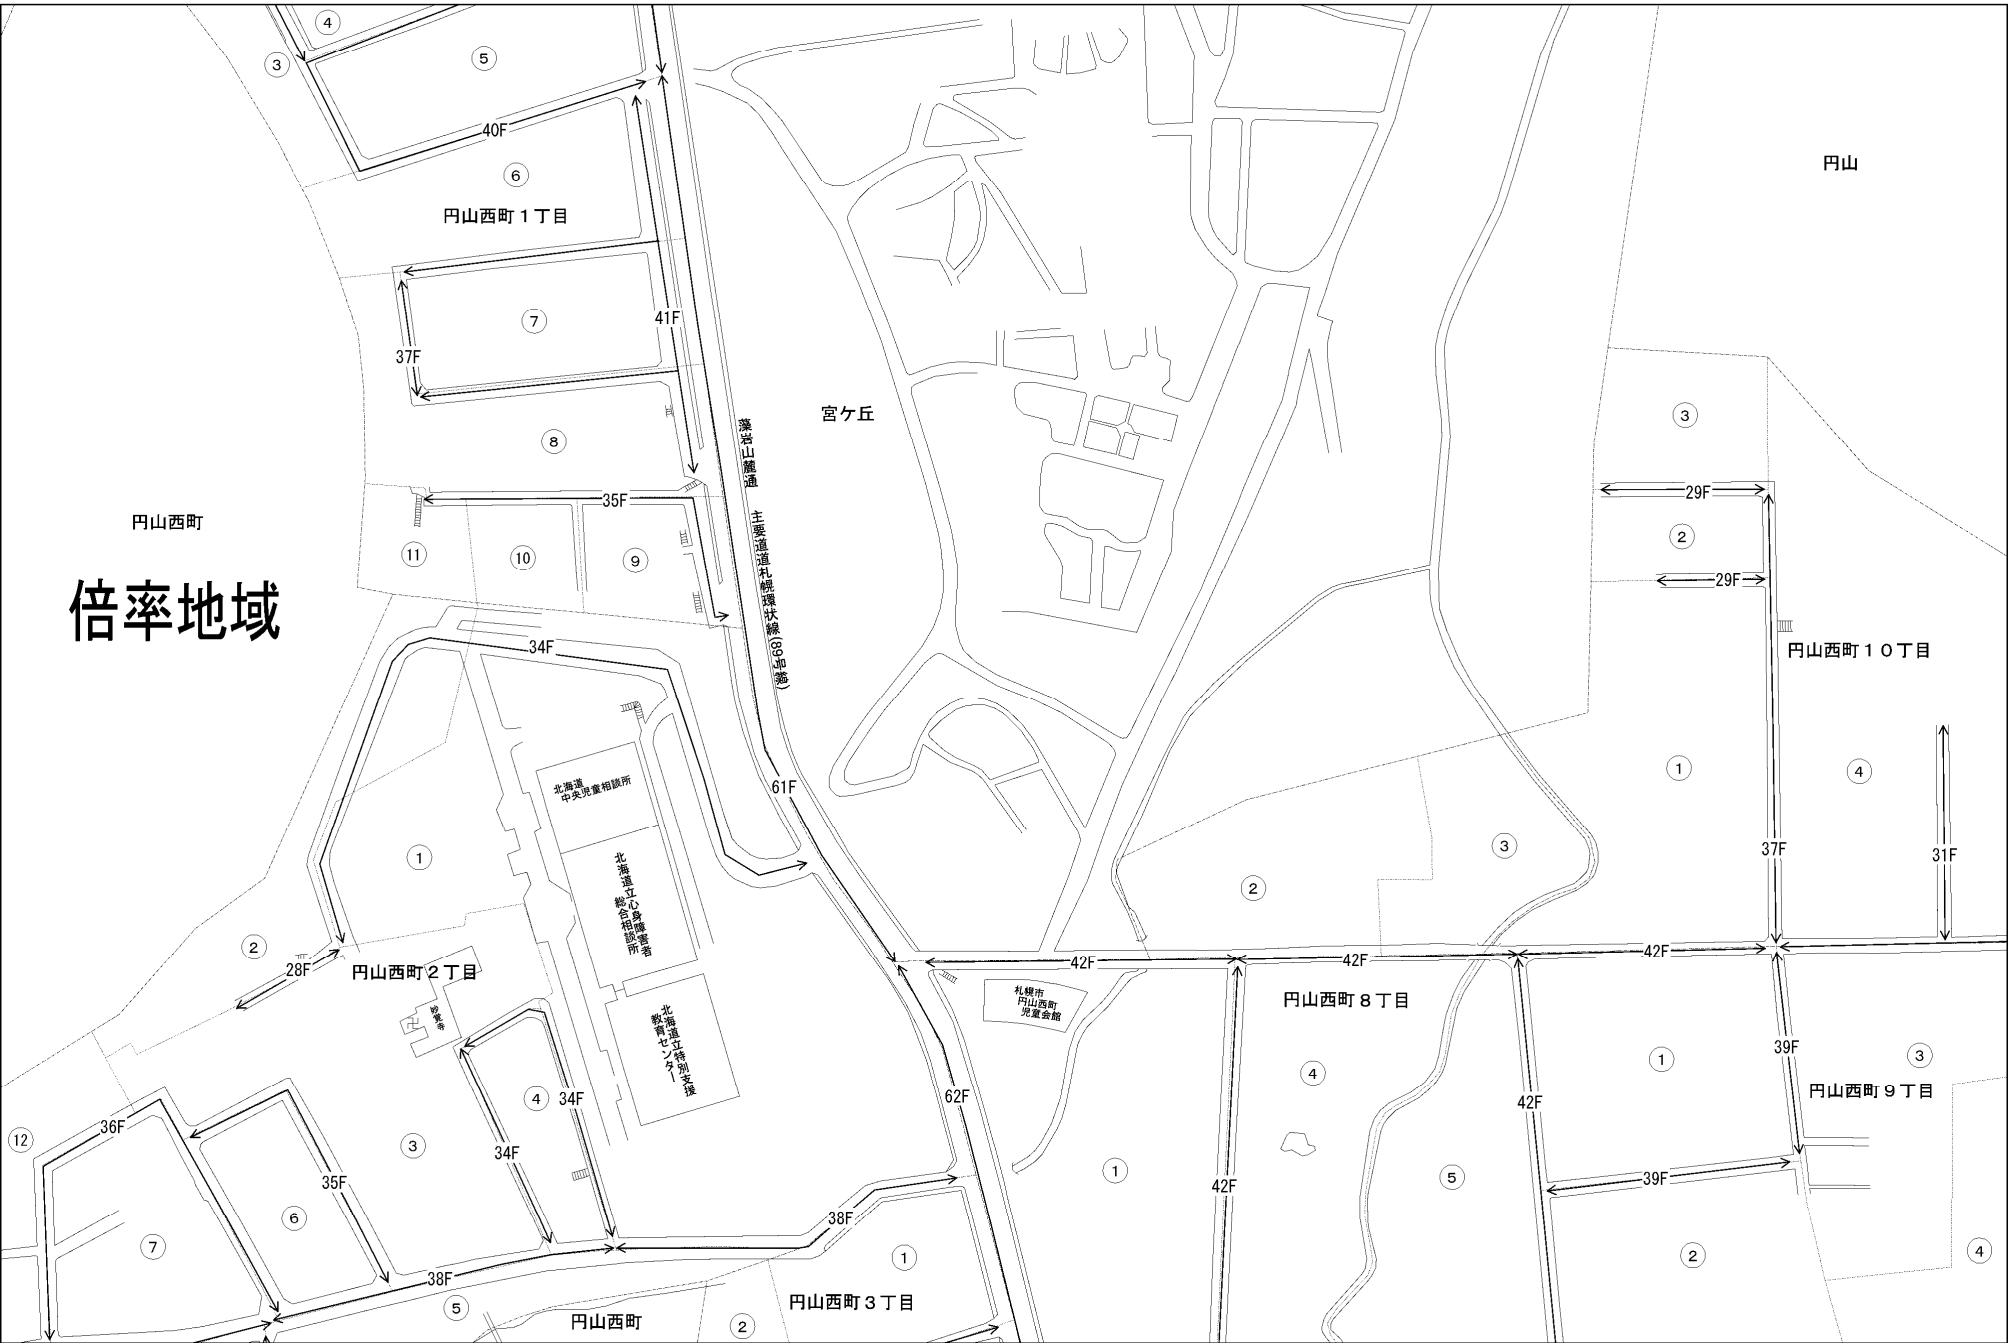 ④
③
⑤
40F
円山
⑥
円山西町1丁目
⑦
41F
37F
宮ケ丘
③
藻岩山麓通　主要道道札幌環状線(89号線)
⑧
29F
35F
円山西町
②
⑪
⑩
⑨
29F
倍率地域
34F
円山西町10丁目
①
④
61F
北海道
中央児童相談所
37F
31F
①
③
北海道立心身障害者
総合相談所
②
②
42F
42F
42F
28F
円山西町2丁目
円山西町8丁目
札幌市
円山西町
児童会館
妙覚寺
北海道立特別支援
教育センター
39F
①
③
④
円山西町9丁目
62F
④
34F
42F
36F
⑫
③
34F
35F
①
42F
⑤
39F
⑥
38F
⑦
①
②
④
38F
⑤
円山西町3丁目
円山西町
②